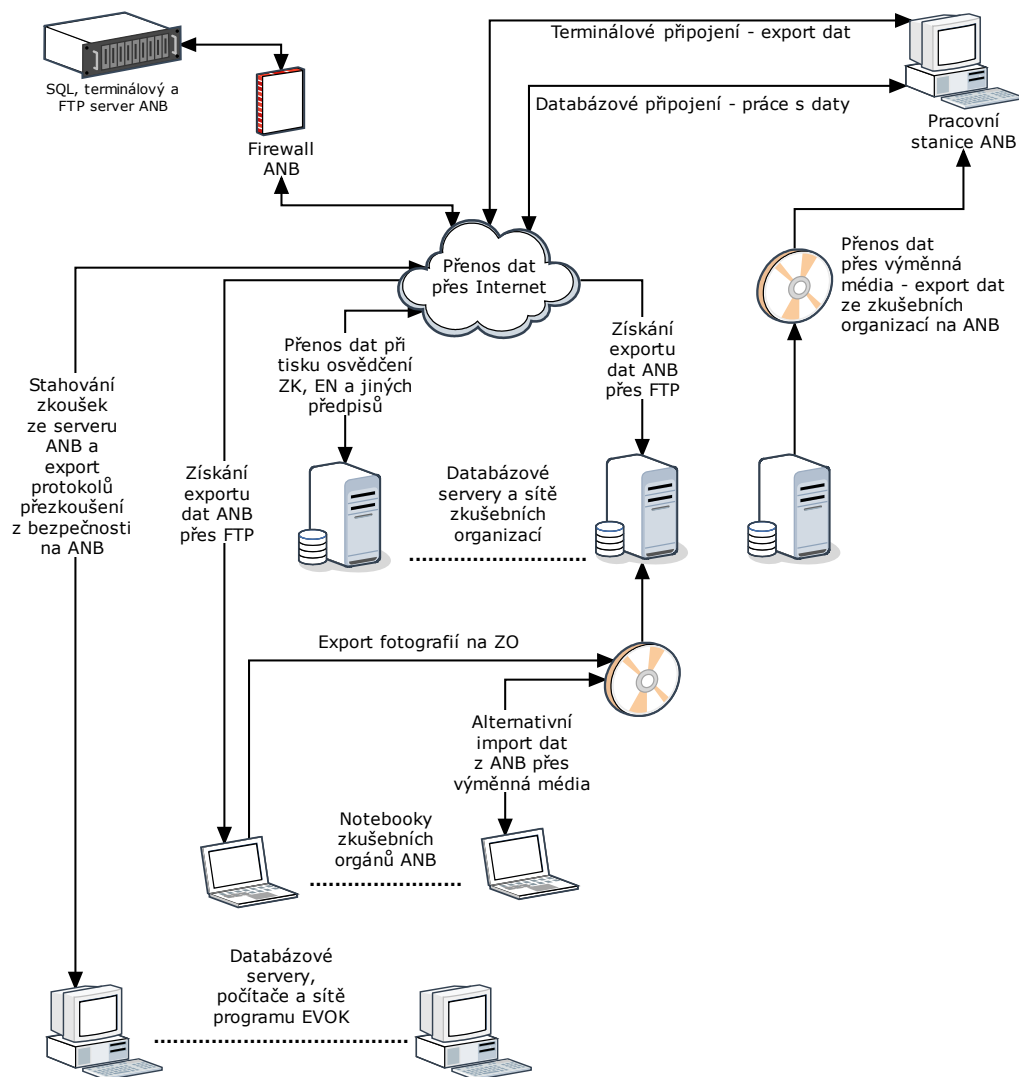 Terminálové připojení - export dat
SQL, terminálový a
FTP server ANB
Databázové připojení - práce s daty
Pracovní
stanice ANB
Firewall
ANB
Přenos dat
přes Internet
Přenos dat
přes výměnná
média - export dat
ze zkušebních
organizací na ANB
Přenos dat při
tisku osvědčení
ZK, EN a jiných
předpisů
Získání
exportu
dat ANB
přes FTP
Stahování
zkoušek
ze serveru
ANB a
export
protokolů
přezkoušení
z bezpečnosti
na ANB
Získání
exportu
dat ANB
přes FTP
Databázové
servery a sítě
zkušebních
organizací
Export fotografií na ZO
Alternativní
import dat
z ANB přes
výměnná média
Notebooky
zkušebních
orgánů ANB
Databázové
servery,
počítače a sítě
programu EVOK